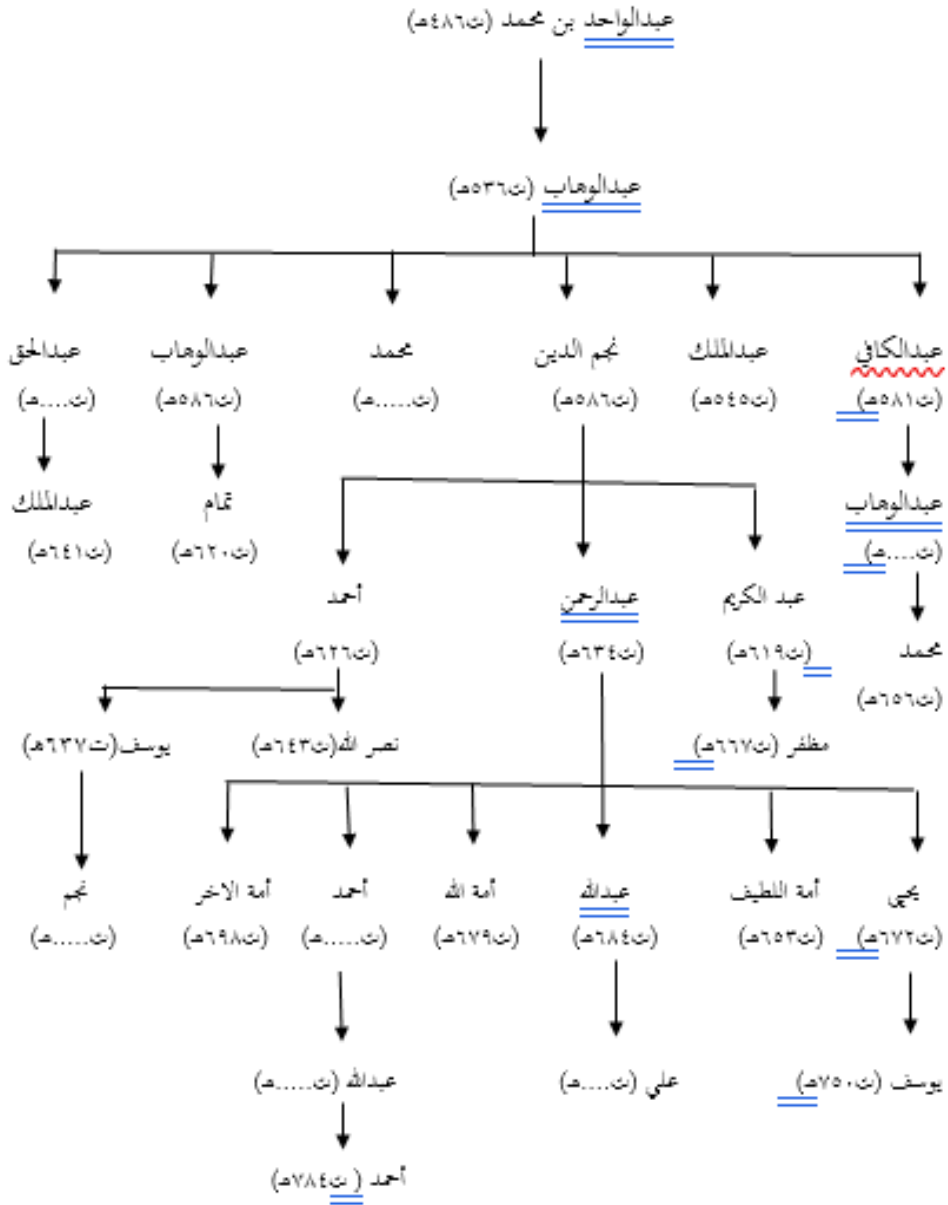 عبدالواحد بن محمد (ت٤٨٦هـ)
عبدالوهاب (ت٥٣٦هـ)
عبدالكافي عبدالملك نجم الدين محمد عبدالوهاب عبدالحق
(ت٥٨١هـ) (ت٥٤٥هـ) (ت٥٨٦هـ) (ت.....هـ) (ت٥٨٦هـ) (ت....هـ)
عبدالوهاب تمام عبدالملك
(ت....هـ) (ت٦٢٠هـ) (ت٦٤١هـ)
عبد الكريم عبدالرحمن أحمد
محمد (ت٦١٩هـ) (ت٦٣٤هـ) (ت٦٢٦هـ)
(ت٦٥٦هـ)
مظفر (ت٦٦٧هـ) نصر الله(ت٦٤٣هـ) يوسف(ت٦٣٧هـ)
يحيى أمة اللطيف عبدالله أمة الله أحمد أمة الاخر نجم
(ت٦٧٢هـ) (ت٦٥٣هـ) (ت٦٨٤هـ) (ت٦٧٩هـ) (ت.....هـ) (ت٦٩٨هـ) (ت.....هـ)
يوسف (ت٧٥٠هـ) علي (ت....هـ) عبدالله (ت.....هـ)
أحمد ( ت٧٨٤هـ)